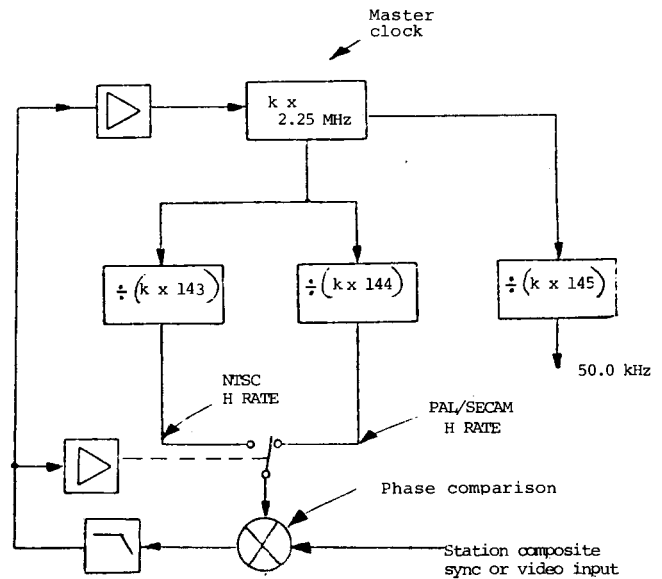 Master
clock
k x
2.25 MHz
÷ (k x 143)
÷ (k x 144)
÷ (k x 145)
50.0 kHz
NTSC
H RATE
PAL/SECAM
H RATE
Phase comparison
Station composite
sync or video input